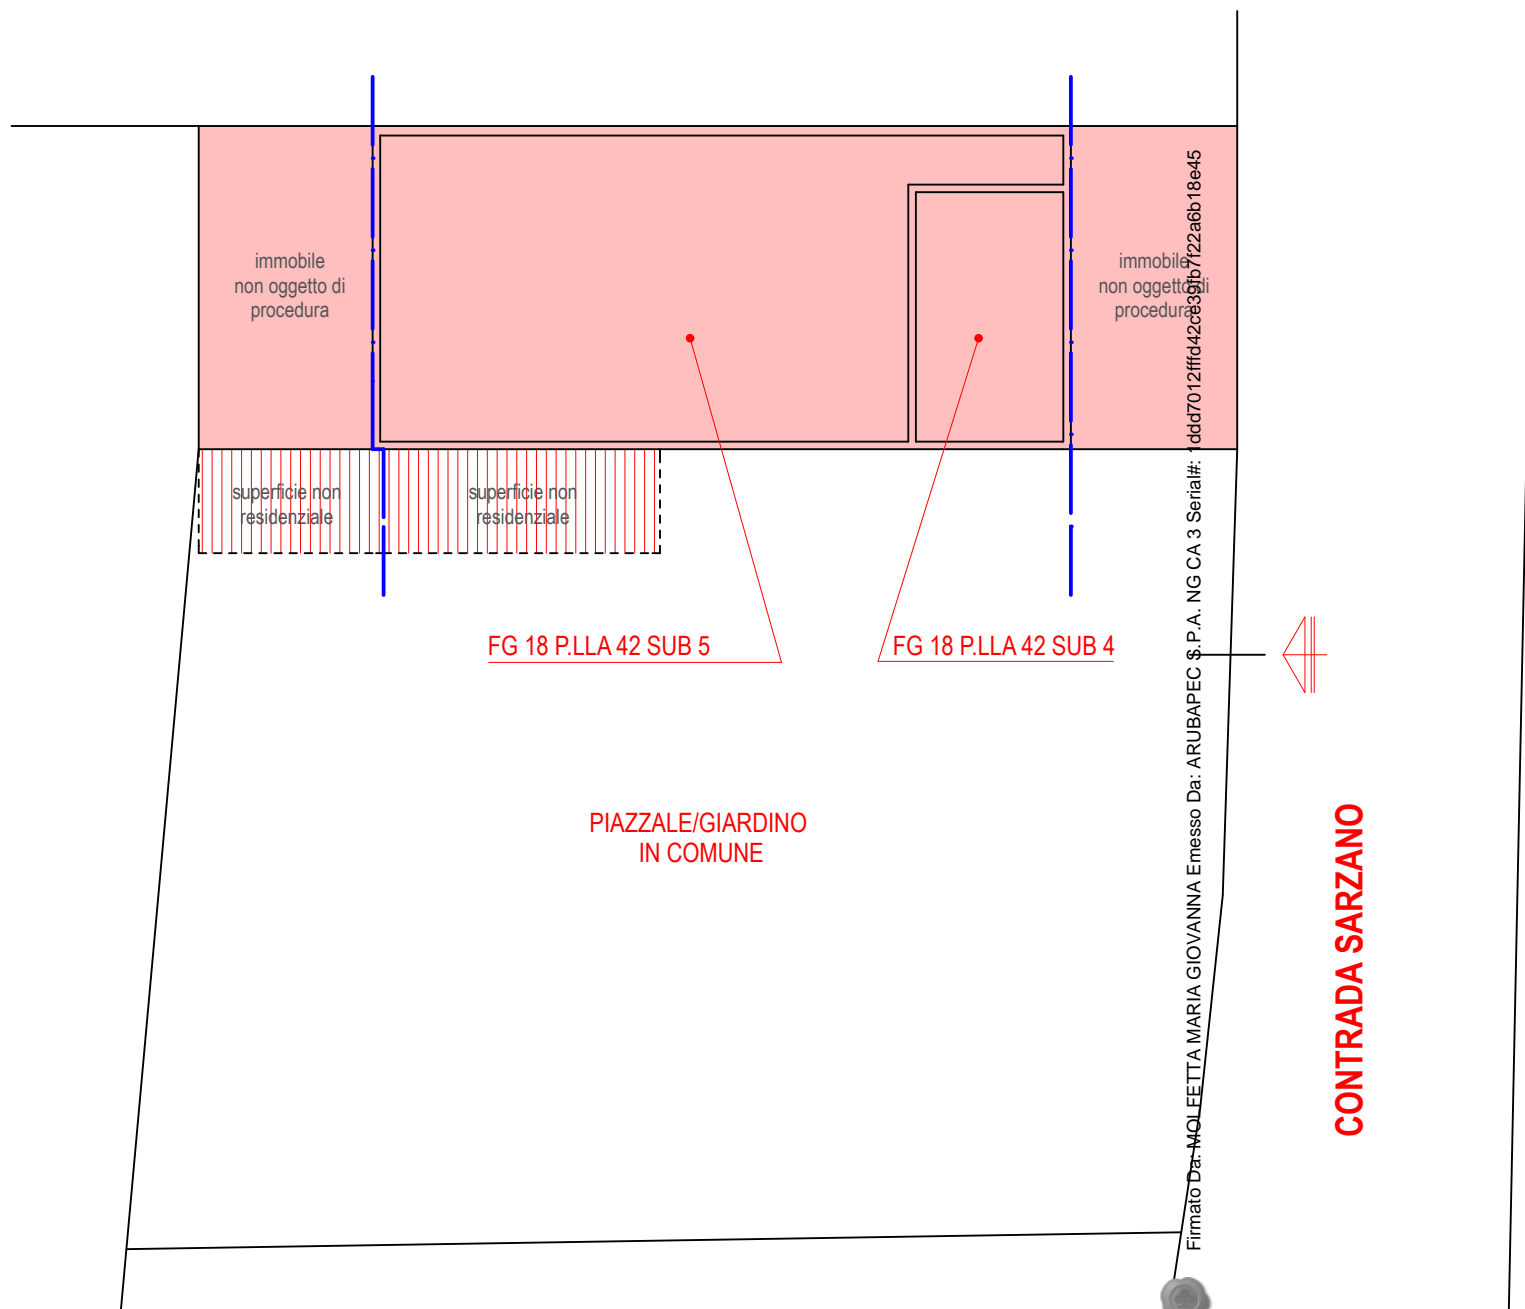 immobile
non oggetto di
procedura
immobile
non oggetto di
procedura
superficie non
residenziale
superficie non
residenziale
FG 18 P.LLA 42 SUB 5
FG 18 P.LLA 42 SUB 4
PIAZZALE/GIARDINO
IN COMUNE
CONTRADA SARZANO
Firmato Da: MOLFETTA MARIA GIOVANNA Emesso Da: ARUBAPEC S.P.A. NG CA 3 Serial#: 1ddd7012fffd42ce39fb7f22a6b18e45